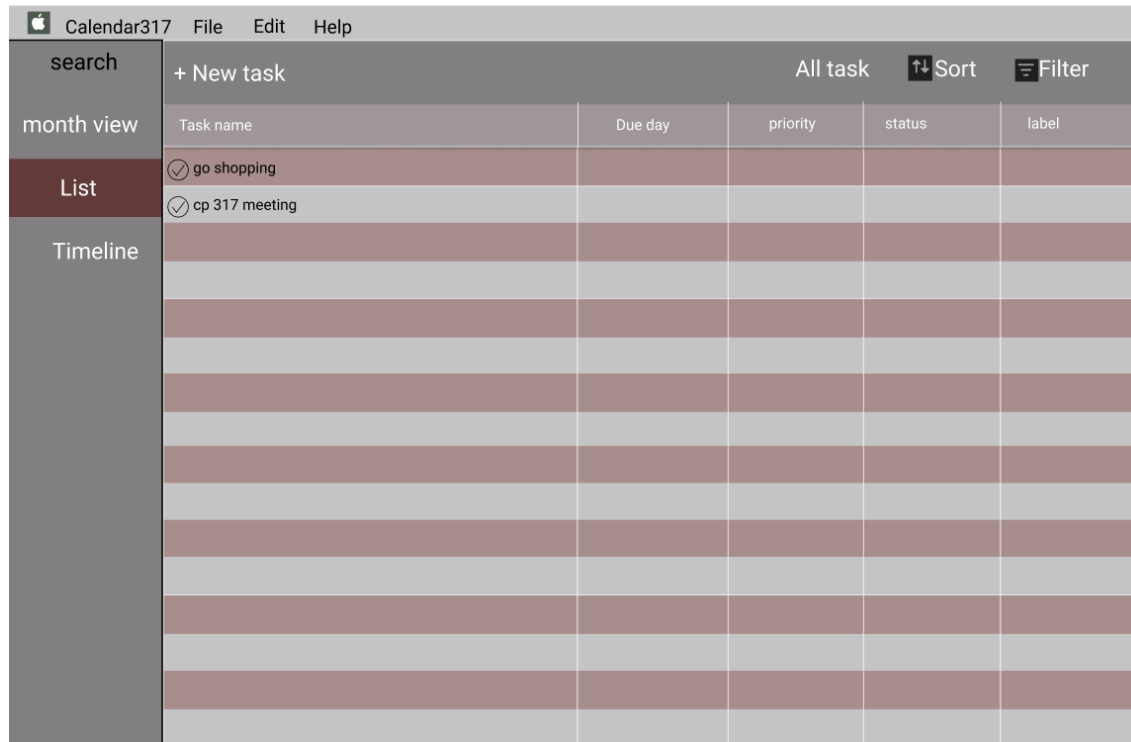 Calendar317 File Edit Help
search
month view
List
Timeline
+ New task
All task Sort Filter
Task name Due day priority status label
go shopping
cp 317 meeting